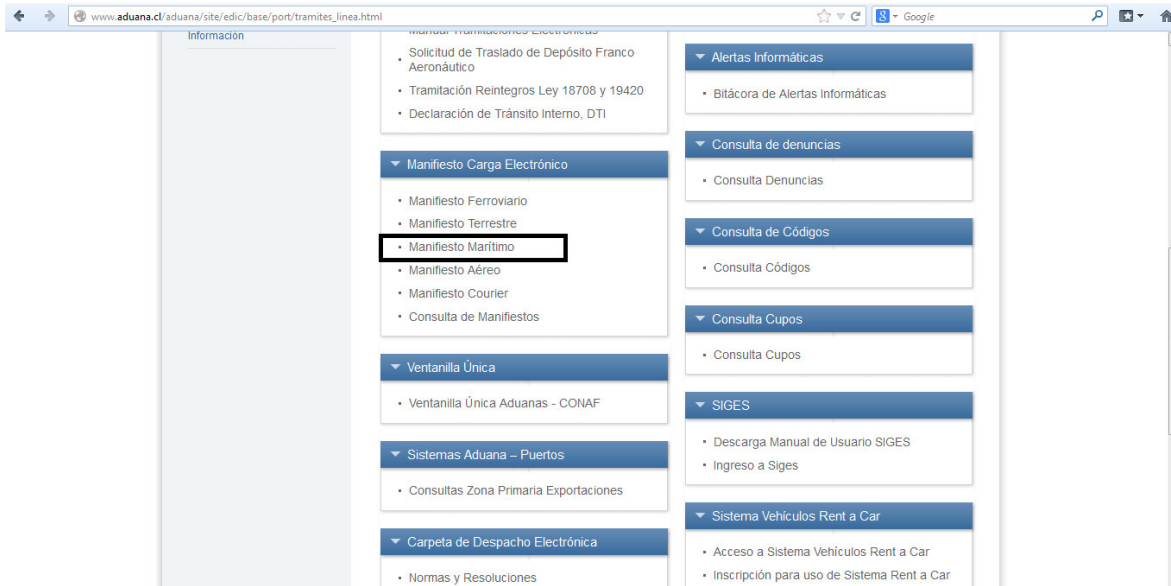 www.aduana.cl/aduana/site/edic/base/port/tramites_linea.html
Google
Información
Manual Tramitaciones Electrónicas
Solicitud de Traslado de Depósito Franco
Aeronáutico
Tramitación Reintegros Ley 18708 y 19420
Declaración de Tránsito Interno, DTI
Manifiesto Carga Electrónico
Manifiesto Ferroviario
Manifiesto Terrestre
Manifiesto Marítimo
Manifiesto Aéreo
Manifiesto Courier
Consulta de Manifiestos
Ventanilla Única
Ventanilla Única Aduanas - CONAF
Sistemas Aduana – Puertos
Consultas Zona Primaria Exportaciones
Carpeta de Despacho Electrónica
Normas y Resoluciones
Alertas Informáticas
Bitácora de Alertas Informáticas
Consulta de denuncias
Consulta Denuncias
Consulta de Códigos
Consulta Códigos
Consulta Cupos
Consulta Cupos
SIGES
Descarga Manual de Usuario SIGES
Ingreso a Siges
Sistema Vehículos Rent a Car
Acceso a Sistema Vehículos Rent a Car
Inscripción para uso de Sistema Rent a Car